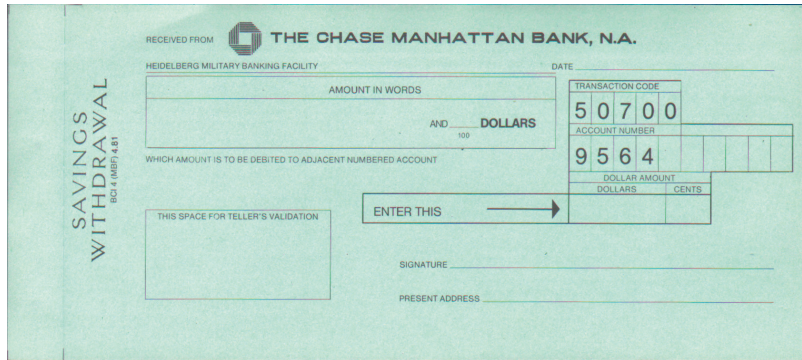 RECEIVED FROM THE CHASE MANHATTAN BANK, N.A.
HEIDELBERG MILITARY BANKING FACILITY DATE
AMOUNT IN WORDS
AND DOLLARS
100
WHICH AMOUNT IS TO BE DEBITED TO ADJACENT NUMBERED ACCOUNT
TRANSACTION CODE
50700
ACCOUNT NUMBER
9564
DOLLAR AMOUNT
DOLLARS CENTS
ENTER THIS
THIS SPACE FOR TELLER'S VALIDATION
SIGNATURE
PRESENT ADDRESS
SAVINGS
WITHDRAWAL
BCI 4 (MBF) 4.81